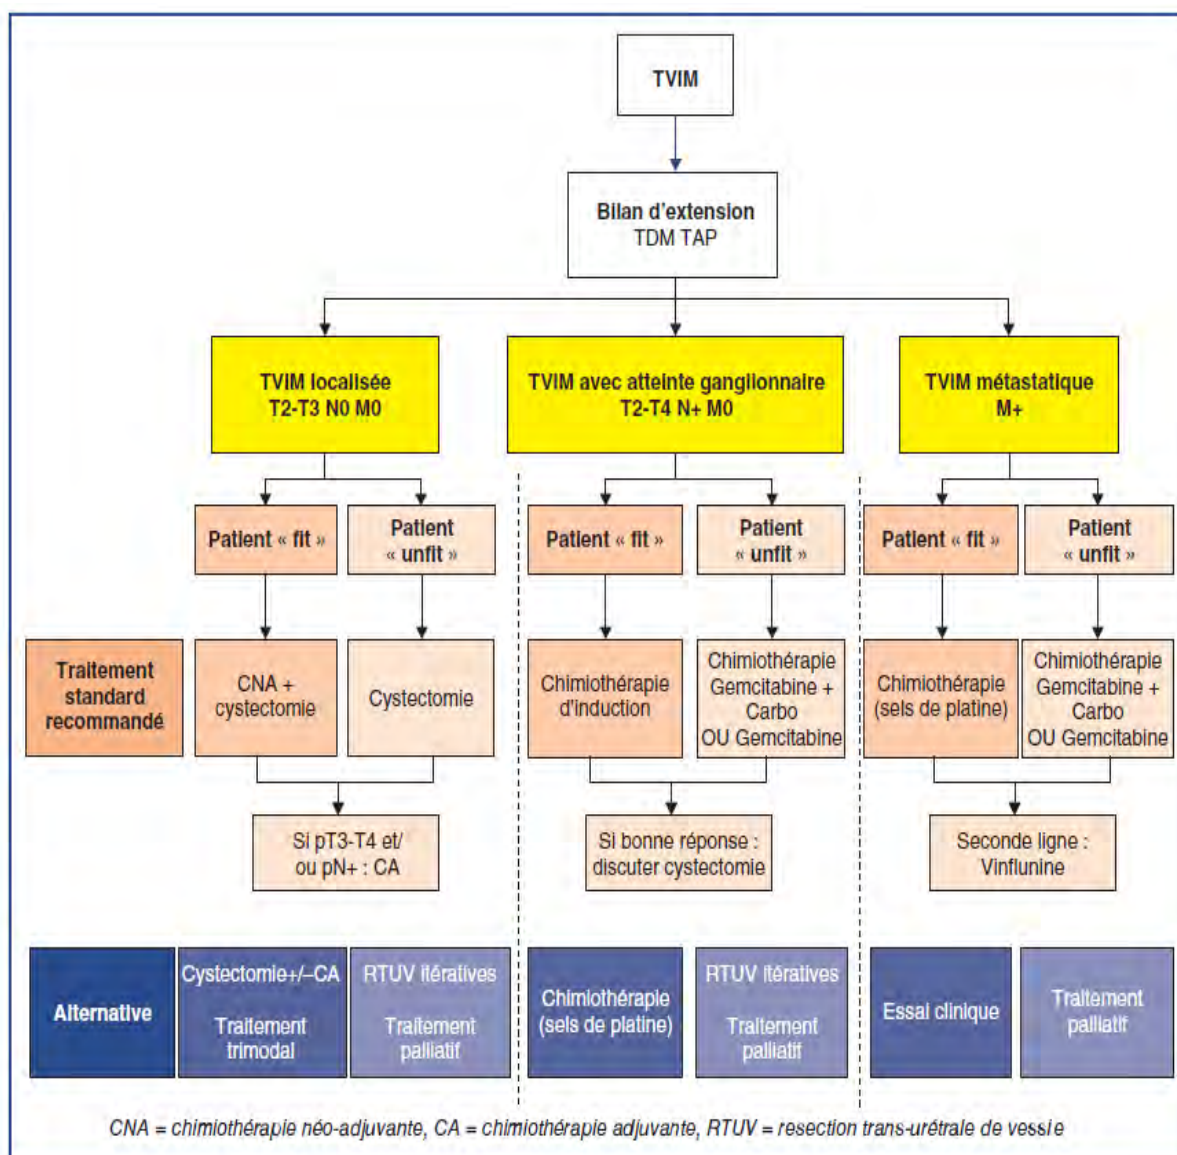 TVIM
Bilan d'extension
TDM TAP
TVIM localisée
T2-T3 N0 M0
TVIM avec atteinte ganglionnaire
T2-T4 N+ M0
TVIM métastatique
M+
Patient « fit »
Patient
« unfit »
Patient « fit »
Patient
« unfit »
Patient « fit »
Patient
« unfit »
Traitement
standard
recommandé
CNA +
cystectomie
Cystectomie
Chimiothérapie
d'induction
Chimiothérapie
Gemcitabine +
Carbo
OU Gemcitabine
Chimiothérapie
(sels de platine)
Chimiothérapie
Gemcitabine +
Carbo
OU Gemcitabine
Si pT3-T4 et/
ou pN+ : CA
Si bonne réponse :
discuter cystectomie
Seconde ligne :
Vinflunine
Alternative
Cystectomie+/–CA
Traitement
trimodal
RTUV itératives
Traitement
palliatif
Chimiothérapie
(sels de platine)
RTUV itératives
Traitement
palliatif
Essai clinique
Traitement
palliatif
CNA = chimiothérapie néo-adjuvante, CA = chimiothérapie adjuvante, RTUV = resection trans-urétrale de vessie